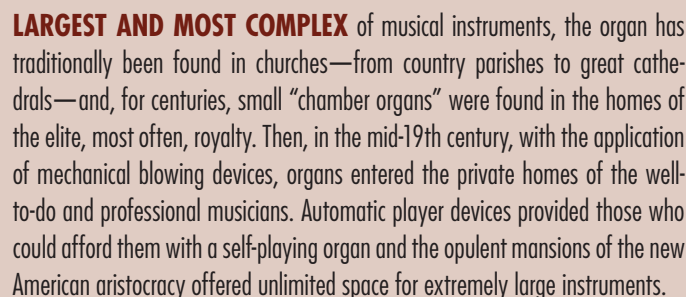 LARGEST AND MOST COMPLEX of musical instruments, the organ has
traditionally been found in churches—from country parishes to great cathe-
drals—and, for centuries, small “chamber organs” were found in the homes of
the elite, most often, royalty. Then, in the mid-19th century, with the application
of mechanical blowing devices, organs entered the private homes of the well-
to-do and professional musicians. Automatic player devices provided those who
could afford them with a self-playing organ and the opulent mansions of the new
American aristocracy offered unlimited space for extremely large instruments.